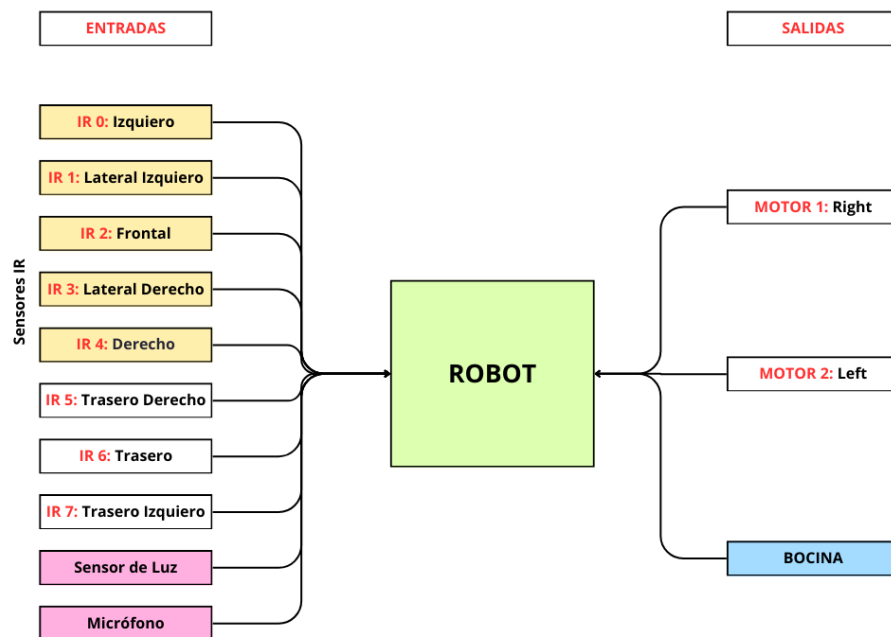 ENTRADAS
SALIDAS
Sensores IR
IR 0: Izquiero
IR 1: Lateral Izquiero
IR 2: Frontal
IR 3: Lateral Derecho
IR 4: Derecho
IR 5: Trasero Derecho
IR 6: Trasero
IR 7: Trasero Izquiero
Sensor de Luz
Micrófono
ROBOT
MOTOR 1: Right
MOTOR 2: Left
BOCINA